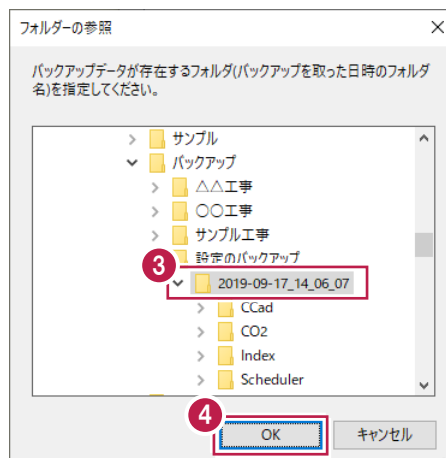 フォルダーの参照
バックアップデータが存在するフォルダ(バックアップを取った日時のフォルダ
名)を指定してください。
サンプル
バックアップ
△△工事
○○工事
サンプル工事
設定のバックアップ
3
2019-09-17_14_06_07
CCad
CO2
Index
Scheduler
4
OK
キャンセル